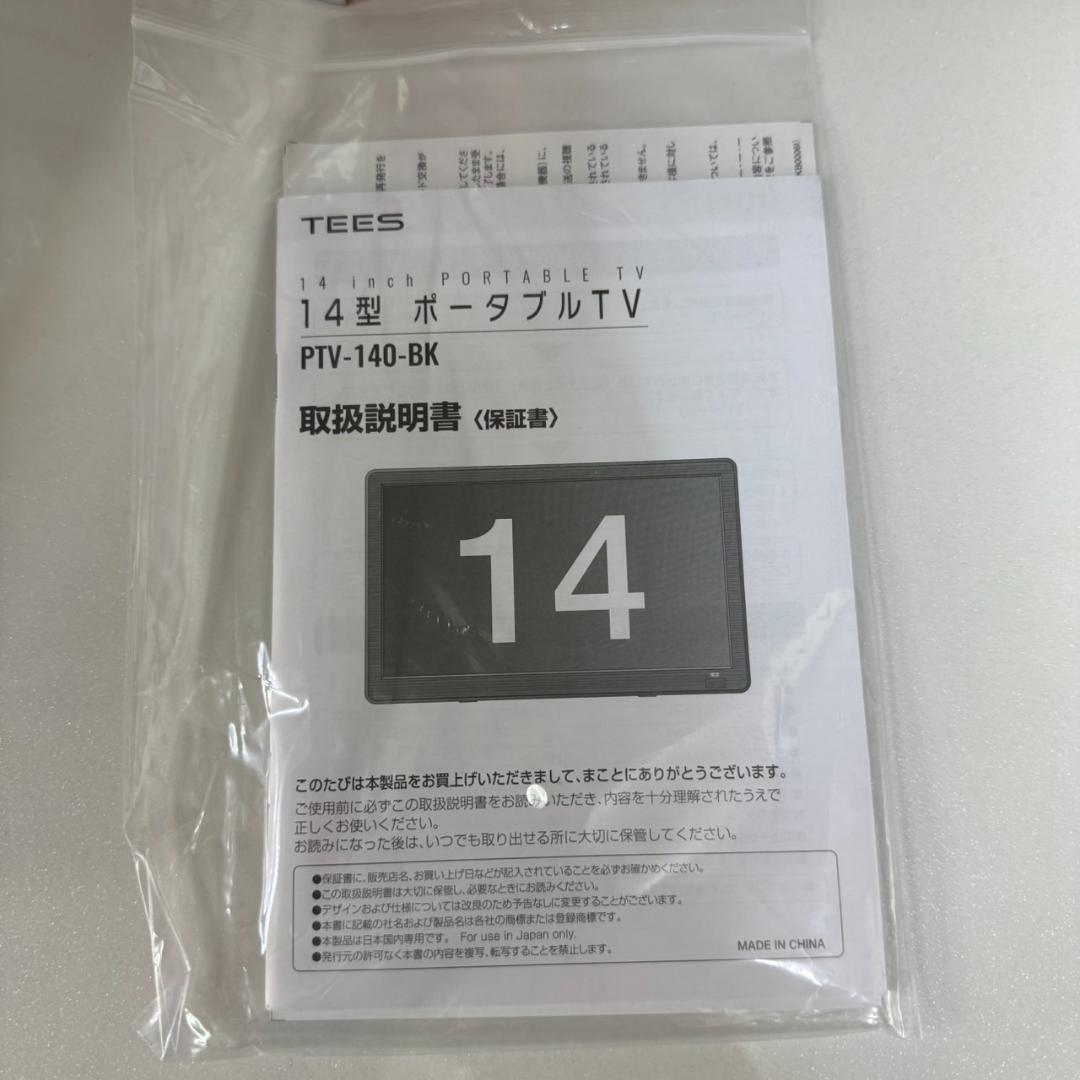 TEES
14 inch PORTABLE TV
14型 ポータブルTV
PTV-140-BK
取扱説明書〈保証書〉
14
電源
このたびは本製品をお買上げいただきまして、まことにありがとうございます。
ご使用前に必ずこの取扱説明書をお読みいただき、内容を十分理解されたうえで
正しくお使いください。
お読みになった後は、いつでも取り出せる所に大切に保管してください。
●保証書に、販売店名、お買い上げ日などが記入されていることを必ずお確かめください。
●この取扱説明書は大切に保管し、必要なときにお読みください。
●デザインおよび仕様については改良のため予告なしに変更することがございます。
●本書に記載の社名および製品名は各社の商標または登録商標です。
●本製品は日本国内専用です。 For use in Japan only.
●発行元の許可なく本書の内容を複写、転写することを禁止します。
MADE IN CHINA